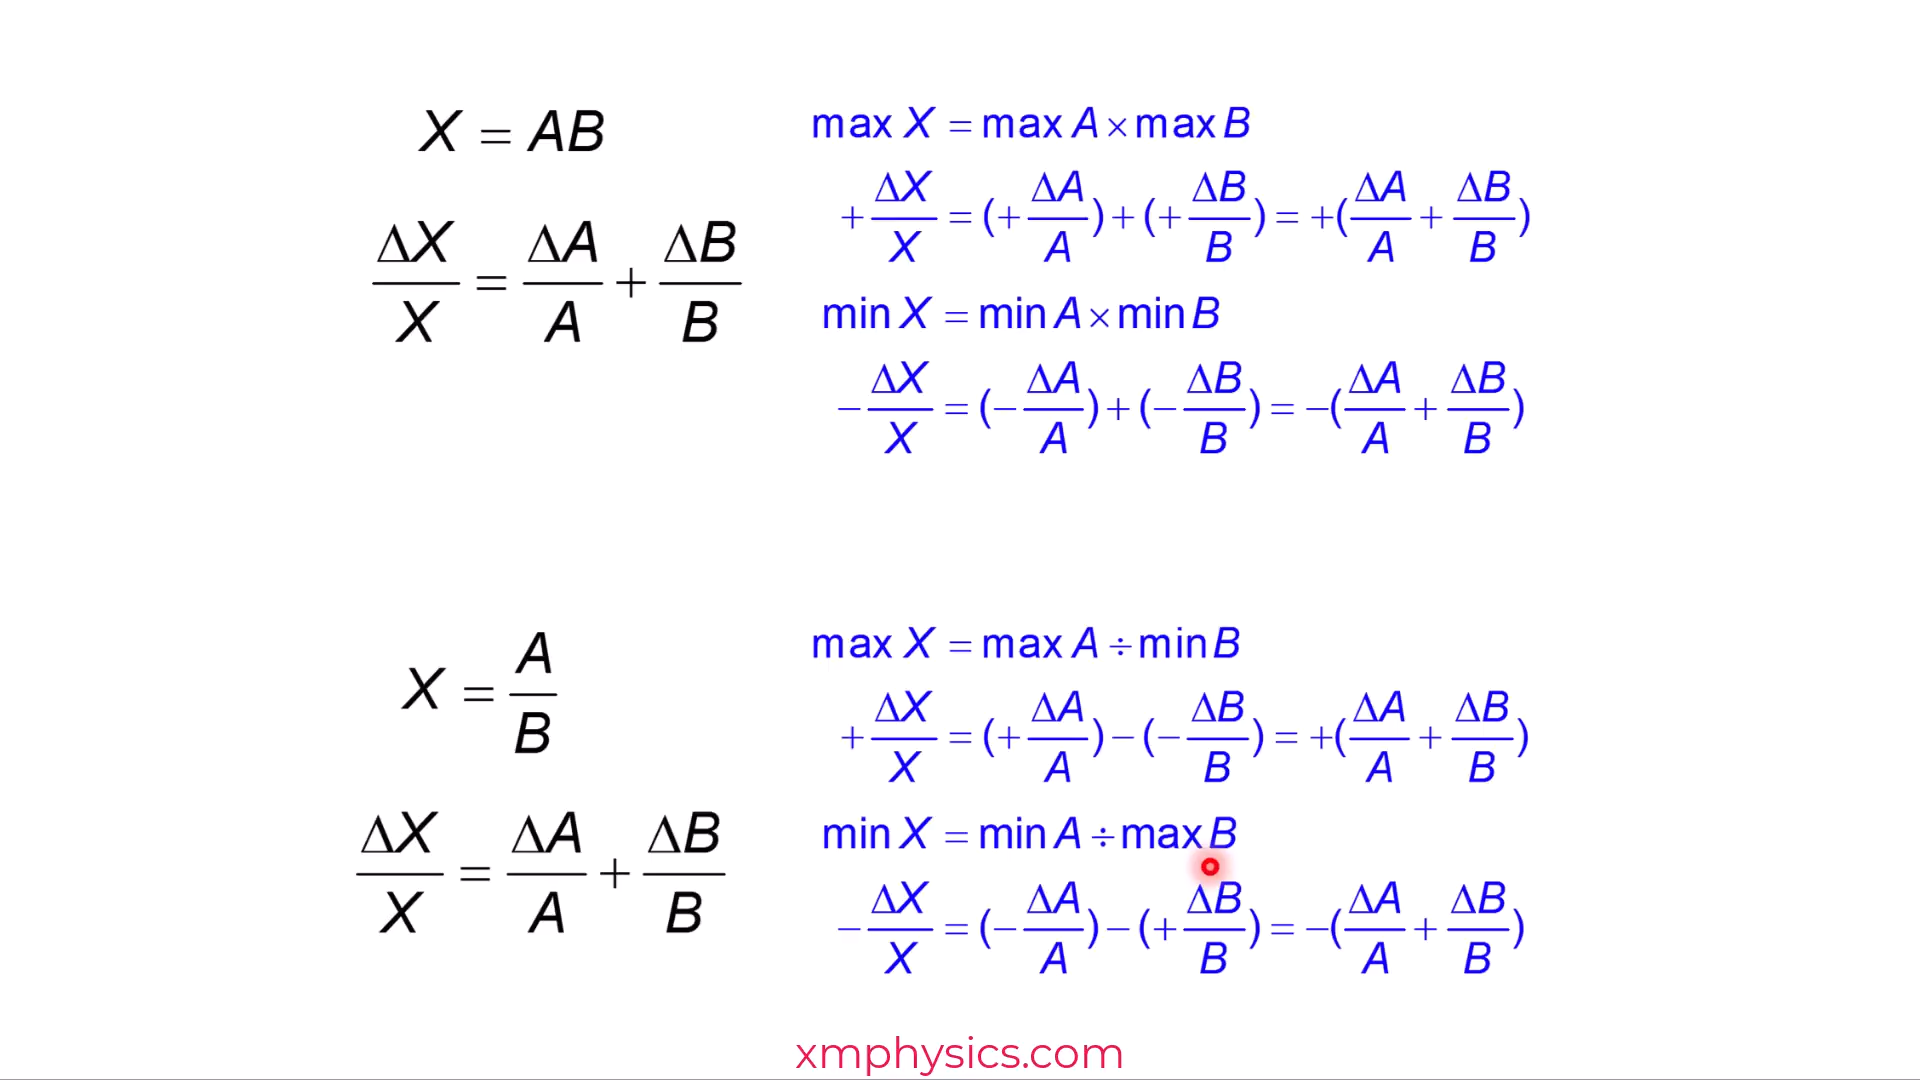 X = AB
ΔX/X = ΔA/A + ΔB/B
max X = max A × max B
+ΔX/X = (+ΔA/A) + (+ΔB/B) = +(ΔA/A + ΔB/B)
min X = min A × min B
−ΔX/X = (−ΔA/A) + (−ΔB/B) = −(ΔA/A + ΔB/B)
X = A/B
ΔX/X = ΔA/A + ΔB/B
max X = max A ÷ min B
+ΔX/X = (+ΔA/A) − (−ΔB/B) = +(ΔA/A + ΔB/B)
min X = min A ÷ max B
−ΔX/X = (−ΔA/A) − (+ΔB/B) = −(ΔA/A + ΔB/B)
xmphysics.com